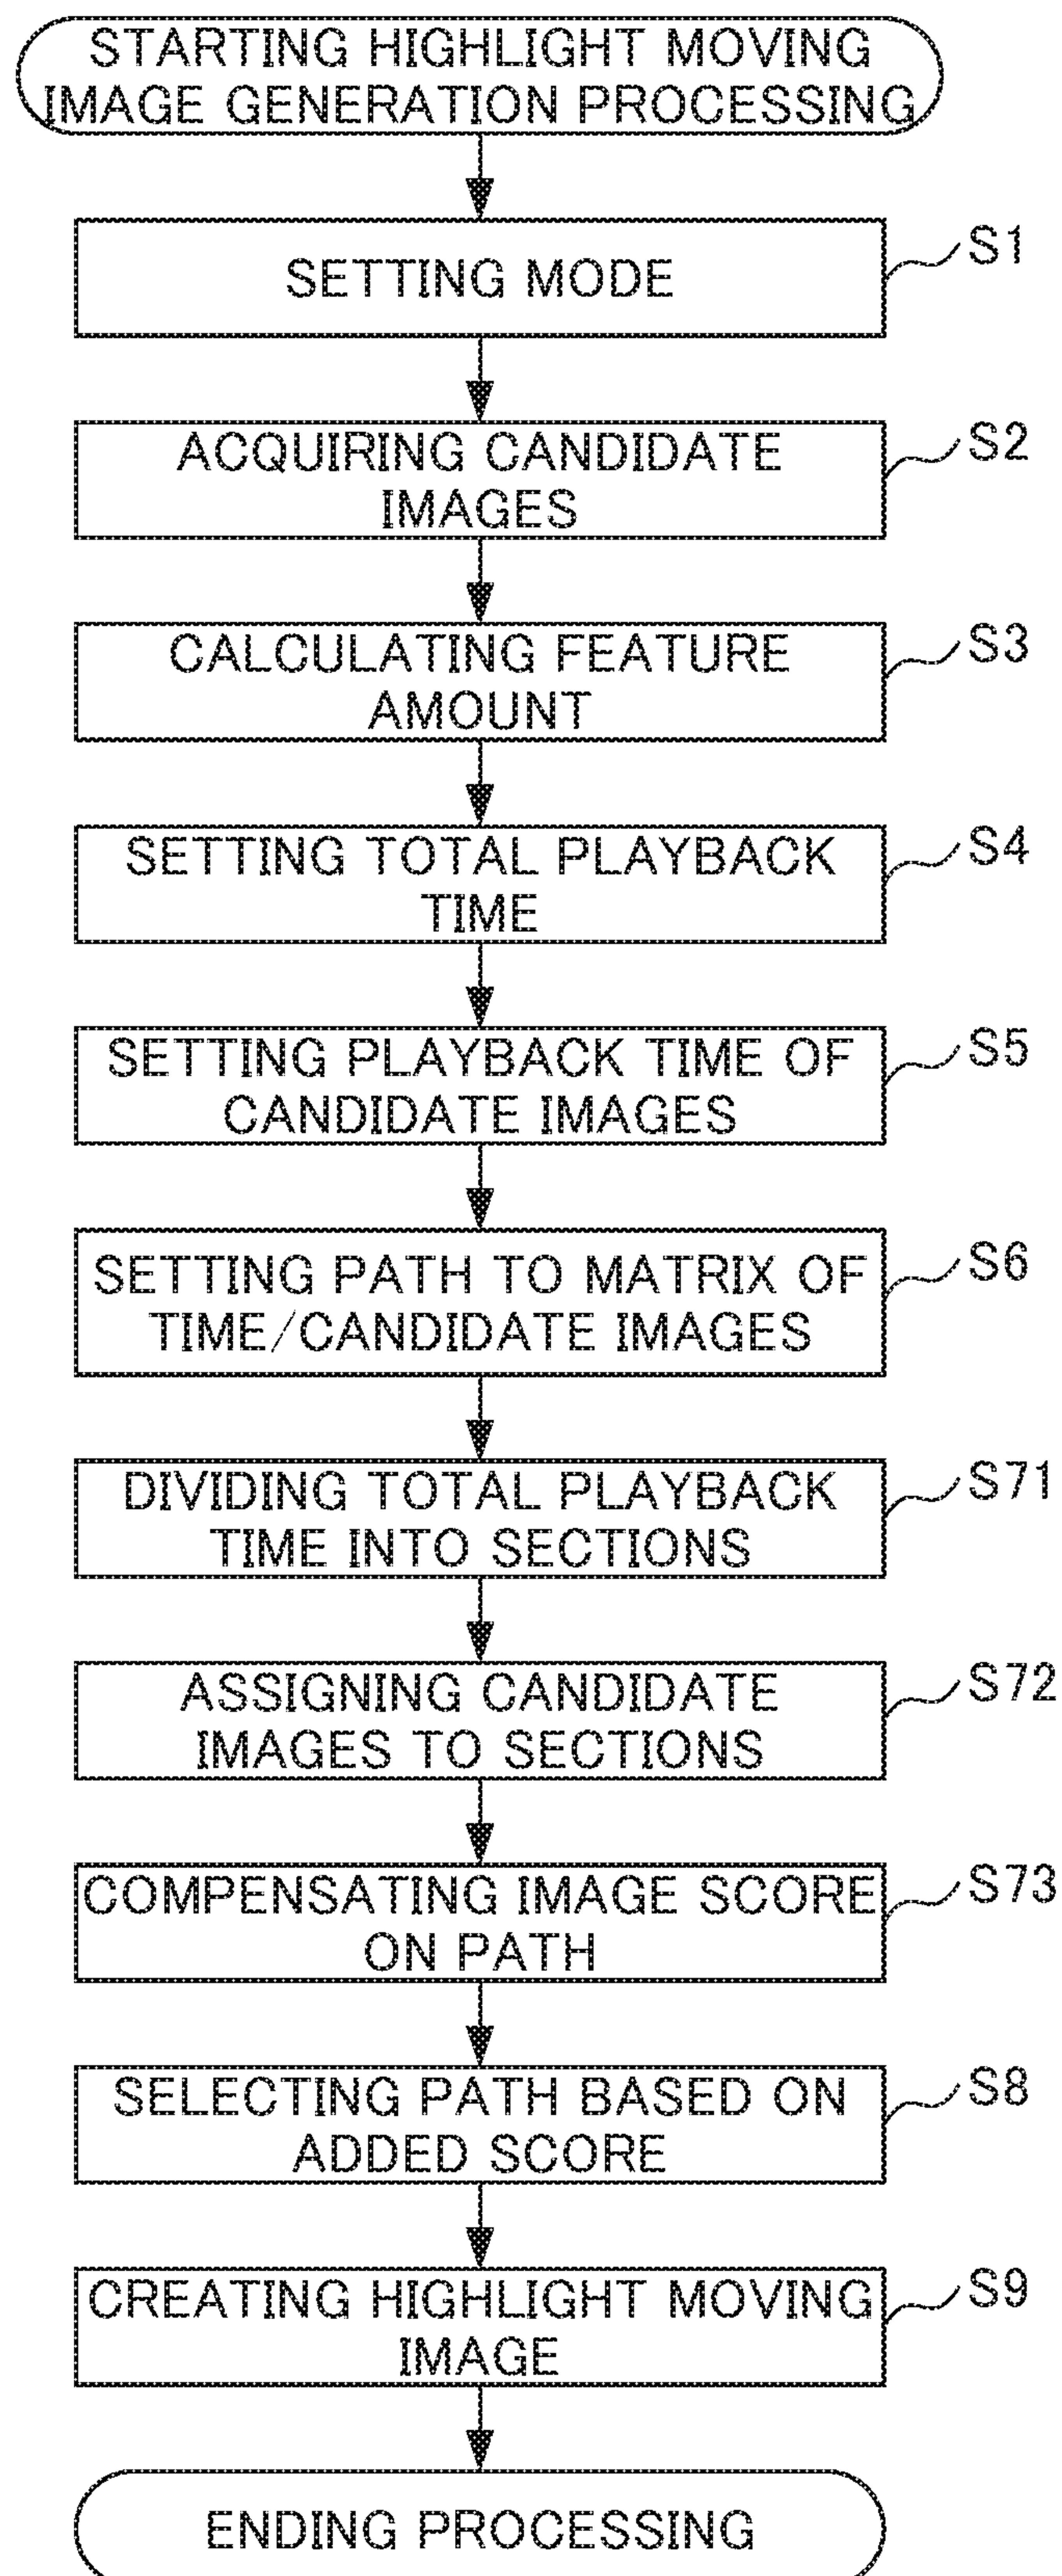 STARTING HIGHLIGHT MOVING
IMAGE GENERATION PROCESSING
SETTING MODE
S1
ACQUIRING CANDIDATE
IMAGES
S2
CALCULATING FEATURE
AMOUNT
S3
SETTING TOTAL PLAYBACK
TIME
S4
SETTING PLAYBACK TIME OF
CANDIDATE IMAGES
S5
SETTING PATH TO MATRIX OF
TIME/CANDIDATE IMAGES
S6
DIVIDING TOTAL PLAYBACK
TIME INTO SECTIONS
S71
ASSIGNING CANDIDATE
IMAGES TO SECTIONS
S72
COMPENSATING IMAGE SCORE
ON PATH
S73
SELECTING PATH BASED ON
ADDED SCORE
S8
CREATING HIGHLIGHT MOVING
IMAGE
S9
ENDING PROCESSING